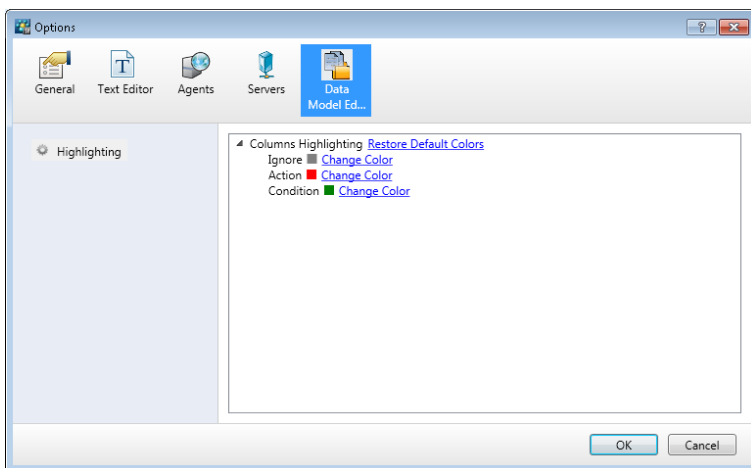 Options
General
Text Editor
Agents
Servers
Data
Model Ed...
Highlighting
Columns Highlighting Restore Default Colors
Ignore Change Color
Action Change Color
Condition Change Color
OK
Cancel